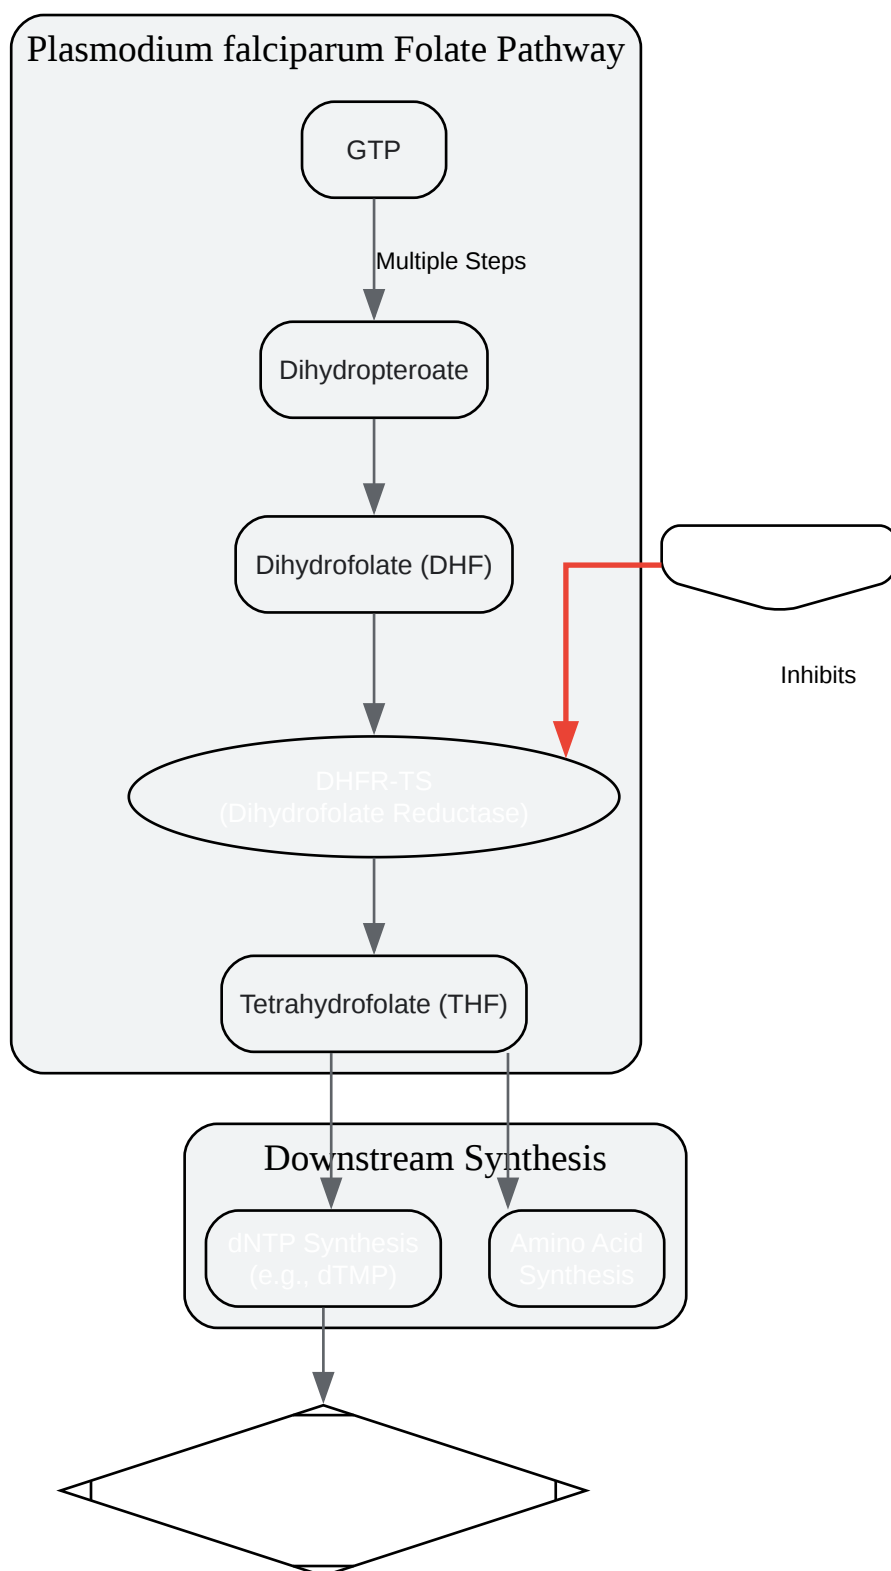 Plasmodium falciparum Folate Pathway
GTP
Multiple Steps
Dihydropteroate
Dihydrofolate (DHF)
Inhibits
DHFR-TS
(Dihydrofolate Reductase)
Tetrahydrofolate (THF)
Downstream Synthesis
dNTP Synthesis
(e.g., dTMP)
Amino Acid
Synthesis